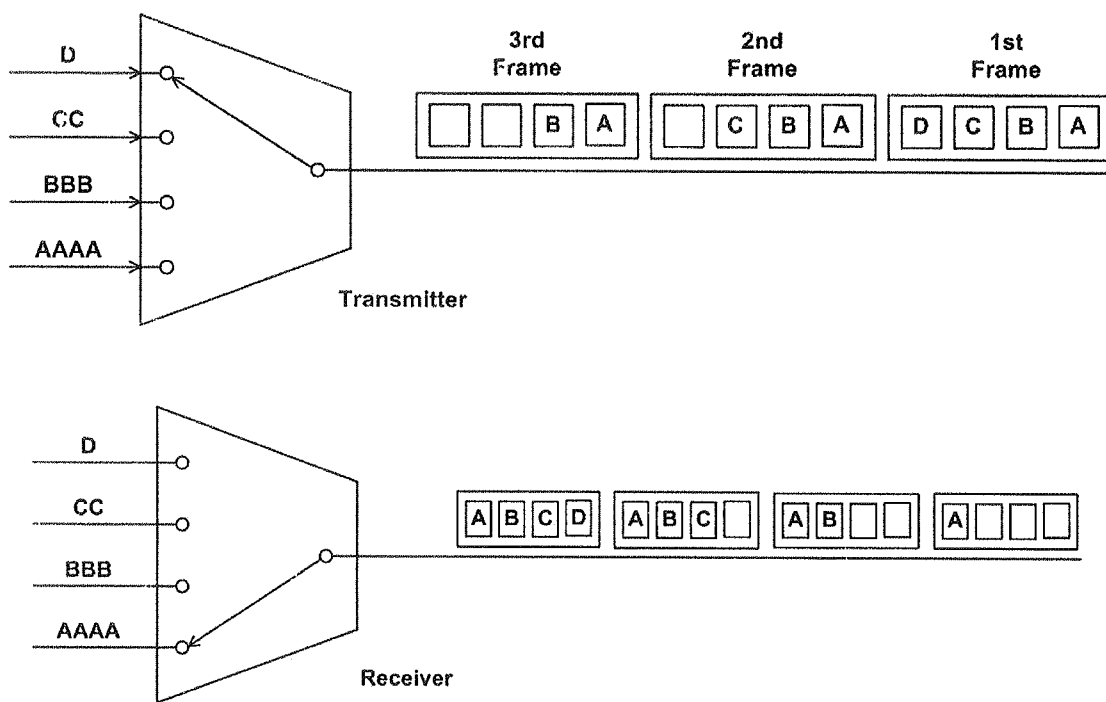 D
CC
BBB
AAAA
3rd
Frame
2nd
Frame
1st
Frame
B A
C B A
D C B A
Transmitter
D
CC
BBB
AAAA
A B C D
A B C
A B
A
Receiver